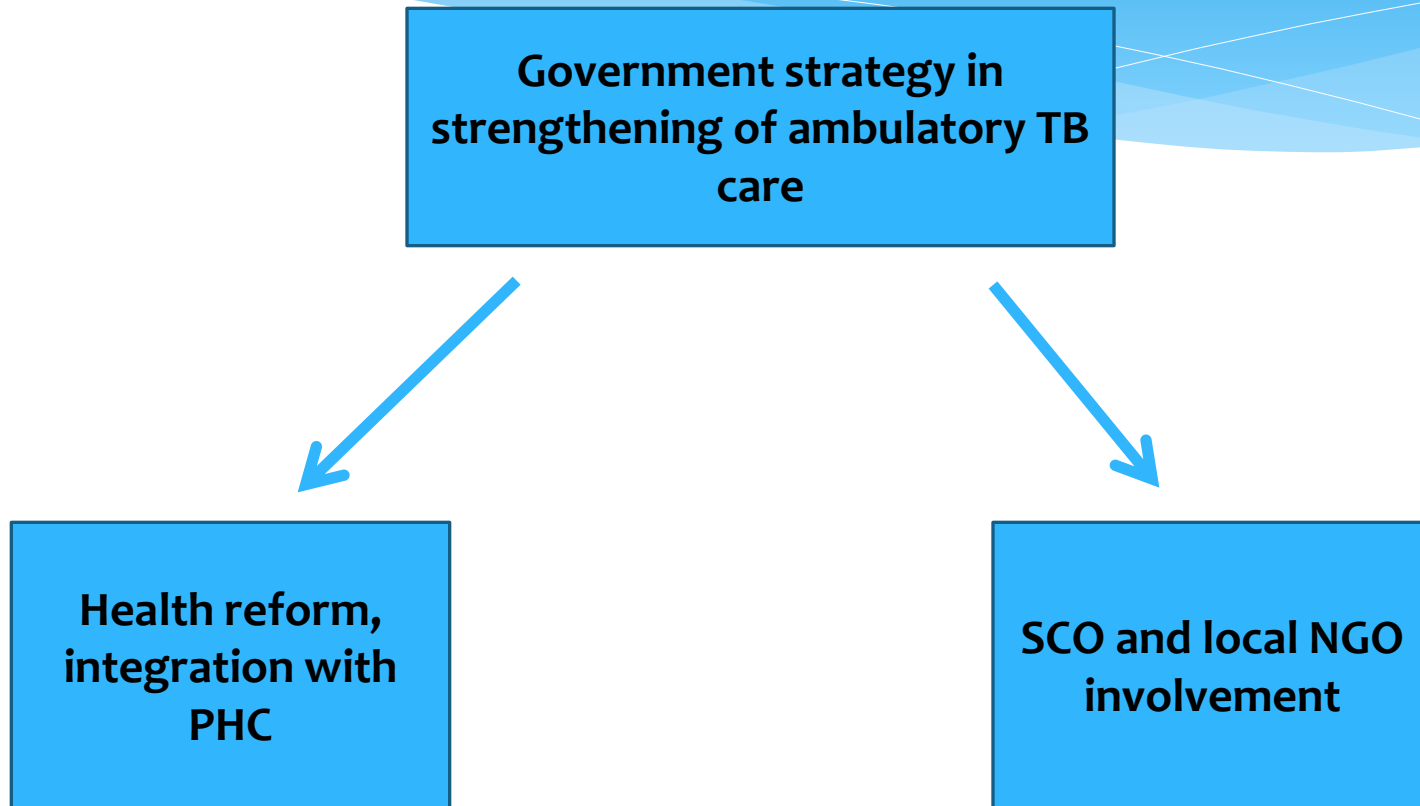 Government strategy in
strengthening of ambulatory TB
care
Health reform,
integration with
PHC
SCO and local NGO
involvement